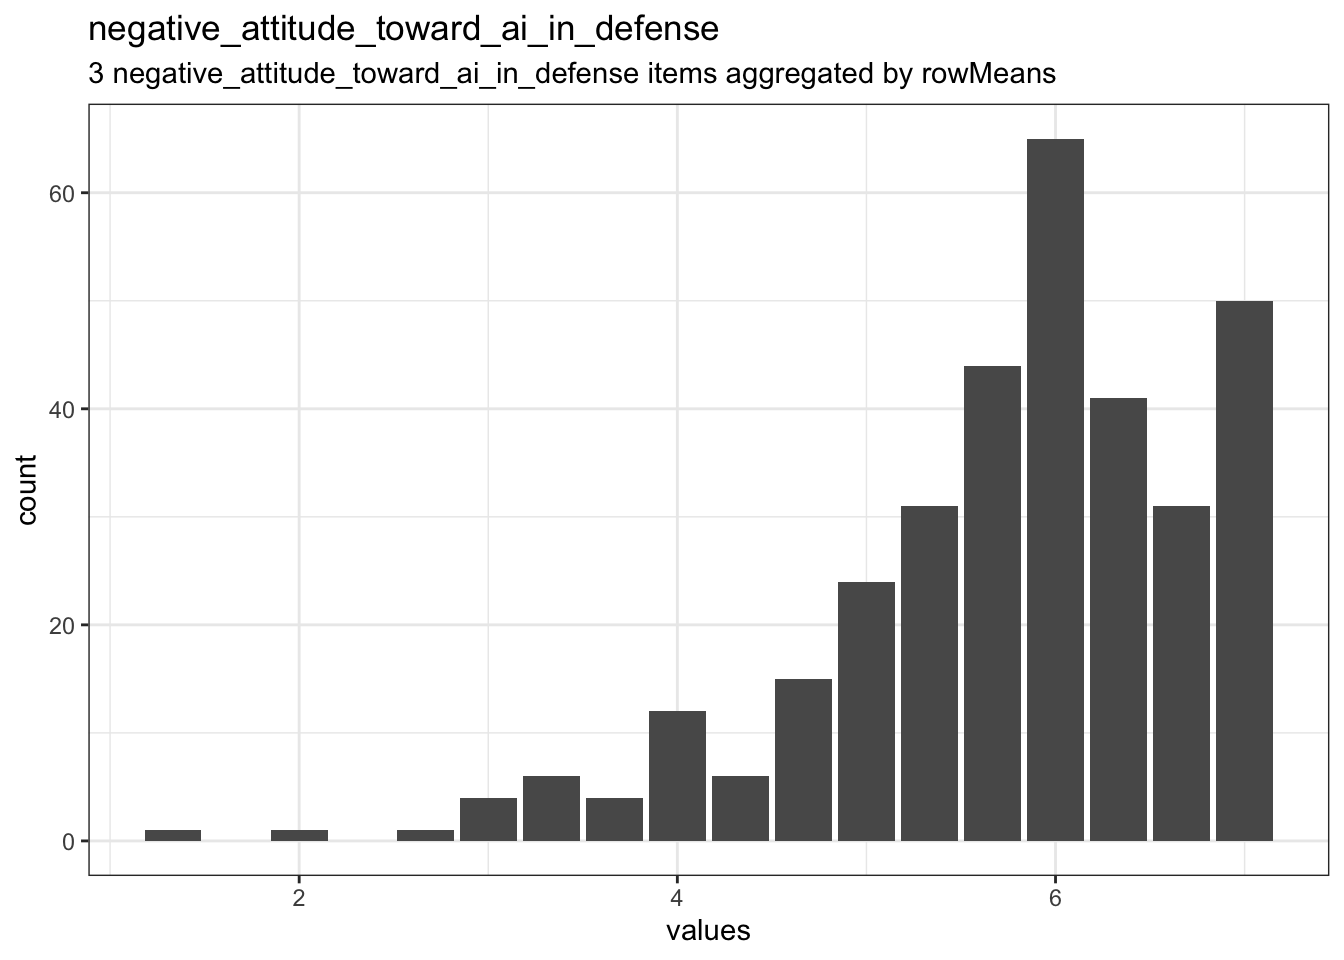 negative_attitude_toward_ai_in_defense
3 negative_attitude_toward_ai_in_defense items aggregated by rowMeans
count
60
40
20
0
2 4 6
values